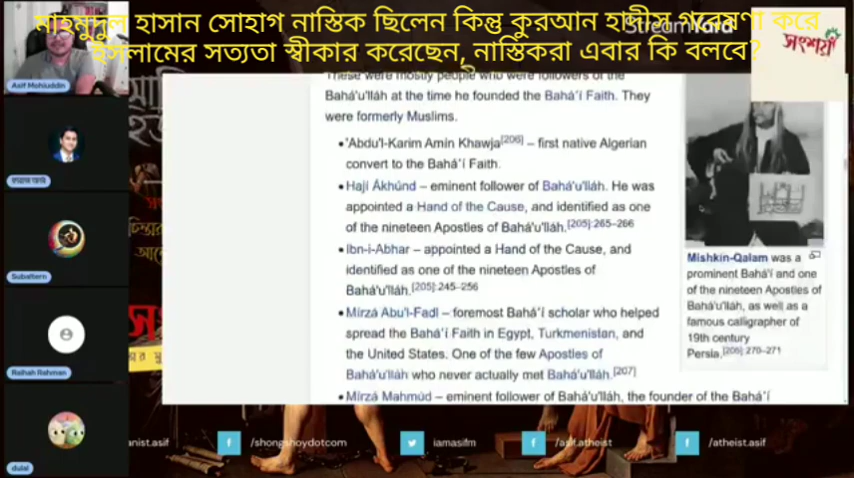 মাহমুদুল হাসান সোহাগ নাস্তিক ছিলেন কিন্তু কুরআন হাদীস গবেষণা করে
ইসলামের সত্যতা স্বীকার করেছেন, নাস্তিকরা এবার কি বলবে?
StreamYard
সংশয়
Asif Mohiuddin
Subaltern
Raihan Rahman
dulal
These were mostly people who were followers of the
Bahá'u'lláh at the time he founded the Bahá'í Faith. They
were formerly Muslims.
• 'Abdu'l-Karim Amin Khawja[206] – first native Algerian
convert to the Bahá'í Faith.
• Haji Ákhúnd – eminent follower of Bahá'u'lláh. He was
appointed a Hand of the Cause, and identified as one
of the nineteen Apostles of Bahá'u'lláh.[205]:265–266
• Ibn-i-Abhar – appointed a Hand of the Cause, and
identified as one of the nineteen Apostles of
Bahá'u'lláh.[205]:245–256
• Mírzá Abu'l-Fadl – foremost Bahá'í scholar who helped
spread the Bahá'í Faith in Egypt, Turkmenistan, and
the United States. One of the few Apostles of
Bahá'u'lláh who never actually met Bahá'u'lláh.[207]
• Mírzá Mahmúd – eminent follower of Bahá'u'lláh, the founder of the Bahá'í
Mishkín-Qalam was a
prominent Bahá'í and one
of the nineteen Apostles of
Bahá'u'lláh, as well as a
famous calligrapher of
19th century
Persia.[205]:270–271
anist.asif
/shongshoydotcom
iamasifm
/asif.atheist
/atheist.asif